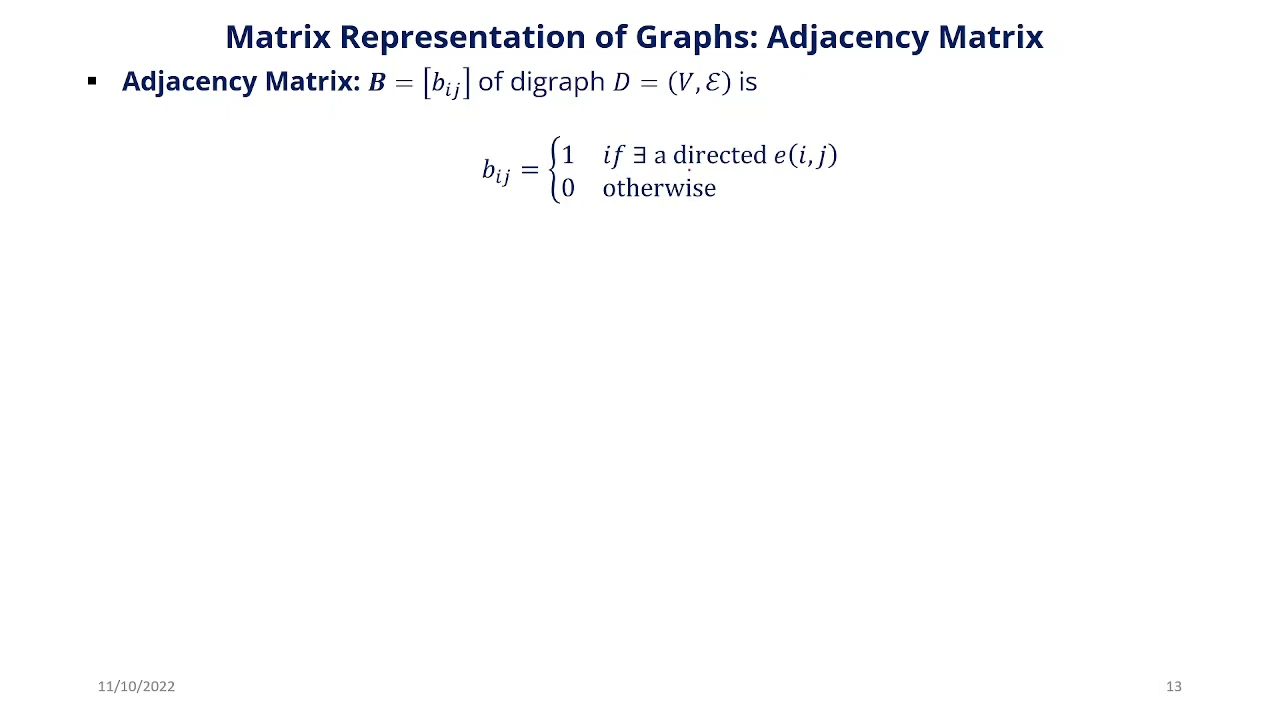 Matrix Representation of Graphs: Adjacency Matrix
▪ Adjacency Matrix: 𝑩 = [𝑏𝑖𝑗] of digraph 𝐷 = (𝑉, ℰ) is
𝑏𝑖𝑗 = {1 𝑖𝑓 ∃ a directed 𝑒(𝑖, 𝑗)
0 otherwise
11/10/2022
13